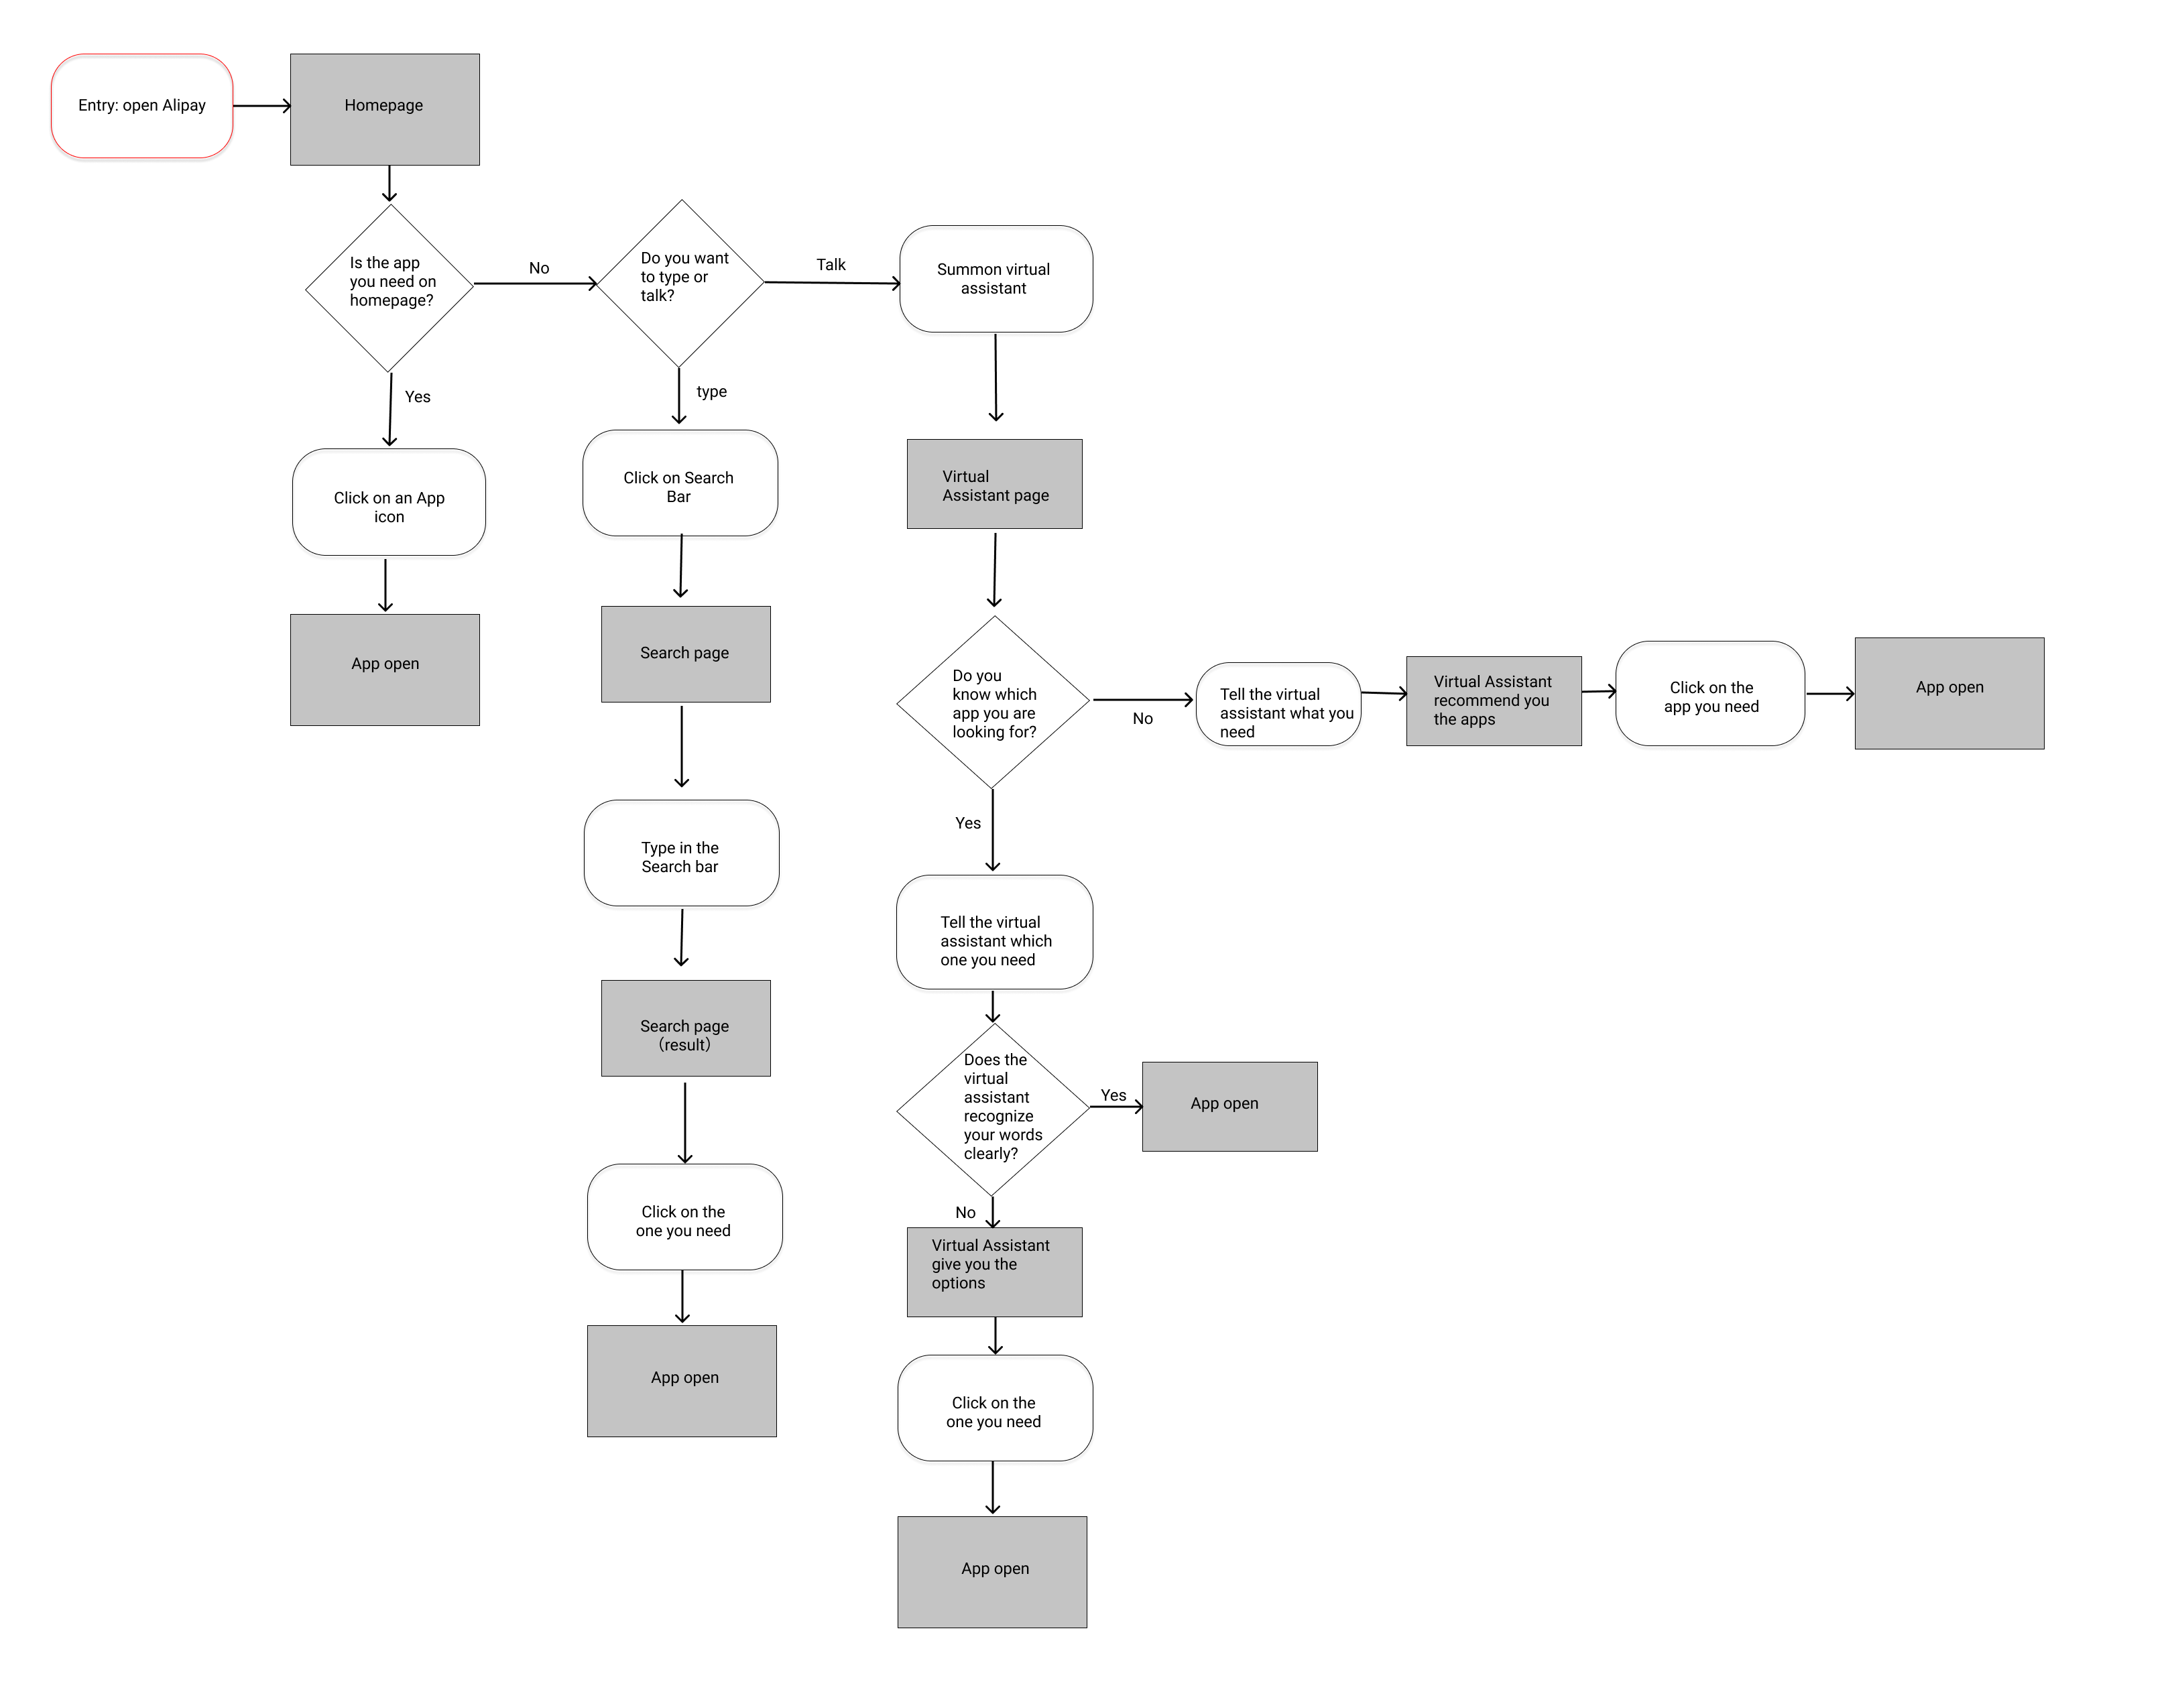 Entry: open Alipay
Homepage
Is the app
you need on
homepage?
No
Do you want
to type or
talk?
Talk
Summon virtual
assistant
Yes
type
Click on an App
icon
Click on Search
Bar
Virtual
Assistant page
App open
Search page
Do you
know which
app you are
looking for?
No
Tell the virtual
assistant what you
need
Virtual Assistant
recommend you
the apps
Click on the
app you need
App open
Yes
Type in the
Search bar
Tell the virtual
assistant which
one you need
Search page
（result）
Does the
virtual
assistant
recognize
your words
clearly?
Yes
App open
No
Click on the
one you need
Virtual Assistant
give you the
options
App open
Click on the
one you need
App open